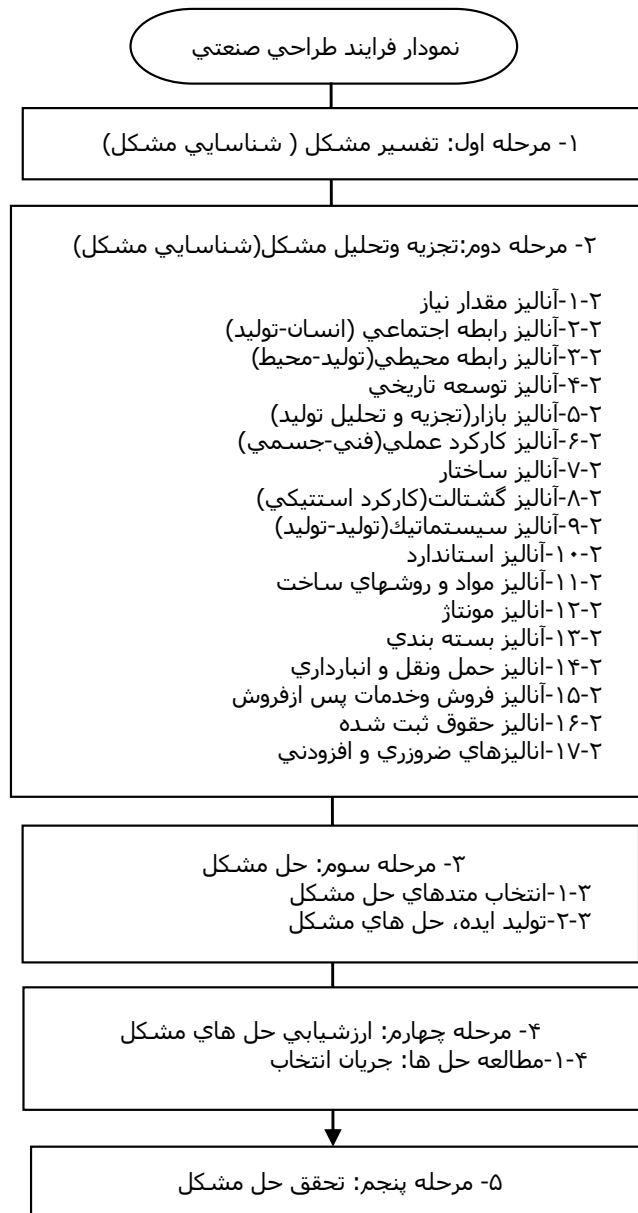 نمودار فرايند طراحي صنعتي
۱- مرحله اول: تفسير مشكل ( شناسايي مشكل)
۲- مرحله دوم:تجزيه وتحليل مشكل(شناسايي مشكل)
۲-۱-آناليز مقدار نياز
۲-۲-آناليز رابطه اجتماعي (انسان-توليد)
۲-۳-آناليز رابطه محيطي(توليد-محيط)
۲-۴-آناليز توسعه تاريخي
۲-۵-آناليز بازار(تجزيه و تحليل توليد)
۲-۶-آناليز كاركرد عملي(فني-جسمي)
۲-۷-آناليز ساختار
۲-۸-آناليز گشتالت(كاركرد استتيكي)
۲-۹-آناليز سيستماتيك(توليد-توليد)
۲-۱۰-آناليز استاندارد
۲-۱۱-آناليز مواد و روشهاي ساخت
۲-۱۲-اناليز مونتاژ
۲-۱۳-آناليز بسته بندي
۲-۱۴-اناليز حمل ونقل و انبارداري
۲-۱۵-آناليز فروش وخدمات پس ازفروش
۲-۱۶-اناليز حقوق ثبت شده
۲-۱۷-اناليزهاي ضروزري و افزودني
۳- مرحله سوم: حل مشكل
۳-۱-انتخاب متدهاي حل مشكل
۳-۲-توليد ايده، حل هاي مشكل
۴- مرحله چهارم: ارزشيابي حل هاي مشكل
۴-۱-مطالعه حل ها: جريان انتخاب
۵- مرحله پنجم: تحقق حل مشكل